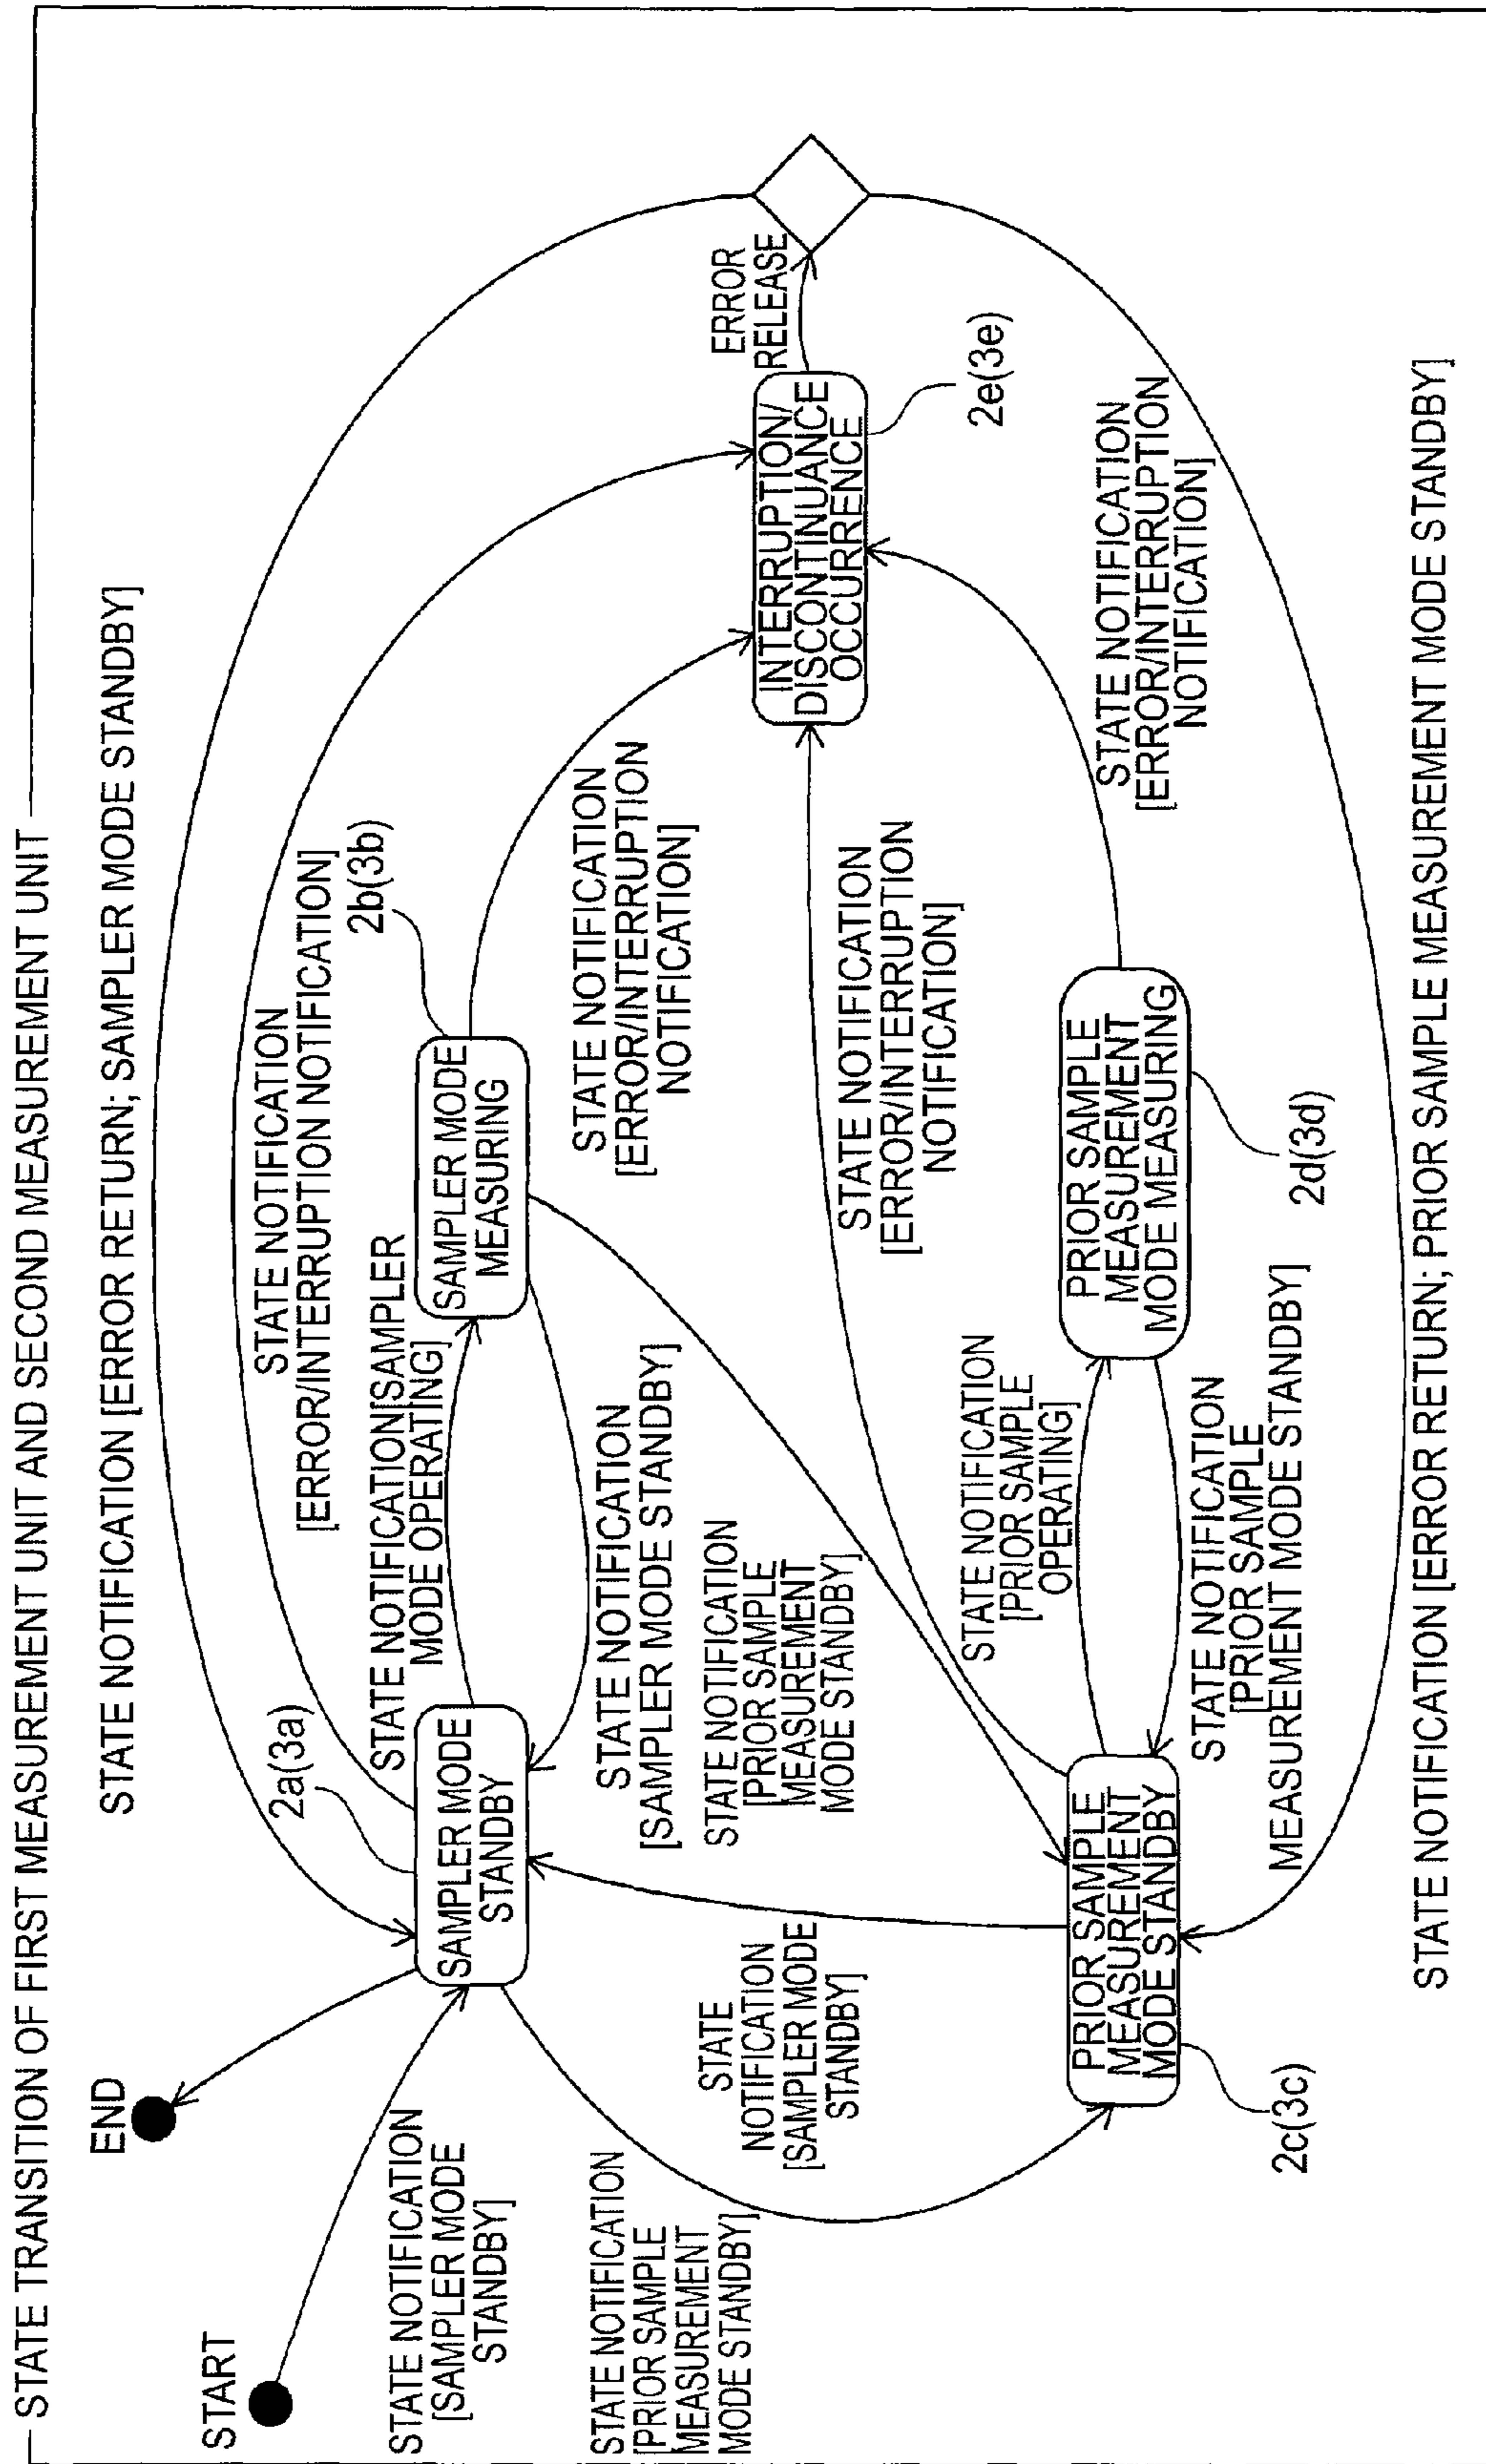 STATE TRANSITION OF FIRST MEASUREMENT UNIT AND SECOND MEASUREMENT UNIT
END
START
STATE NOTIFICATION [ERROR RETURN; SAMPLER MODE STANDBY]
STATE NOTIFICATION
[ERROR/INTERRUPTION NOTIFICATION]
2a(3a)
2b(3b)
STATE NOTIFICATION[SAMPLER
MODE OPERATING]
SAMPLER MODE
STANDBY
SAMPLER MODE
MEASURING
STATE NOTIFICATION
[SAMPLER MODE
STANDBY]
STATE NOTIFICATION
[SAMPLER MODE STANDBY]
STATE NOTIFICATION
[ERROR/INTERRUPTION
NOTIFICATION]
STATE NOTIFICATION
[PRIOR SAMPLE
MEASUREMENT
MODE STANDBY]
STATE NOTIFICATION
[PRIOR SAMPLE
MEASUREMENT
MODE STANDBY]
ERROR
RELEASE
INTERRUPTION/
DISCONTINUANCE
OCCURRENCE
2e(3e)
STATE
NOTIFICATION
[SAMPLER MODE
STANDBY]
STATE NOTIFICATION
[ERROR/INTERRUPTION
NOTIFICATION]
STATE NOTIFICATION
[PRIOR SAMPLE
OPERATING]
PRIOR SAMPLE
MEASUREMENT
MODE STANDBY
PRIOR SAMPLE
MEASUREMENT
MODE MEASURING
STATE NOTIFICATION
[ERROR/INTERRUPTION
NOTIFICATION]
STATE NOTIFICATION
[PRIOR SAMPLE
MEASUREMENT MODE STANDBY]
2c(3c)
2d(3d)
STATE NOTIFICATION [ERROR RETURN; PRIOR SAMPLE MEASUREMENT MODE STANDBY]